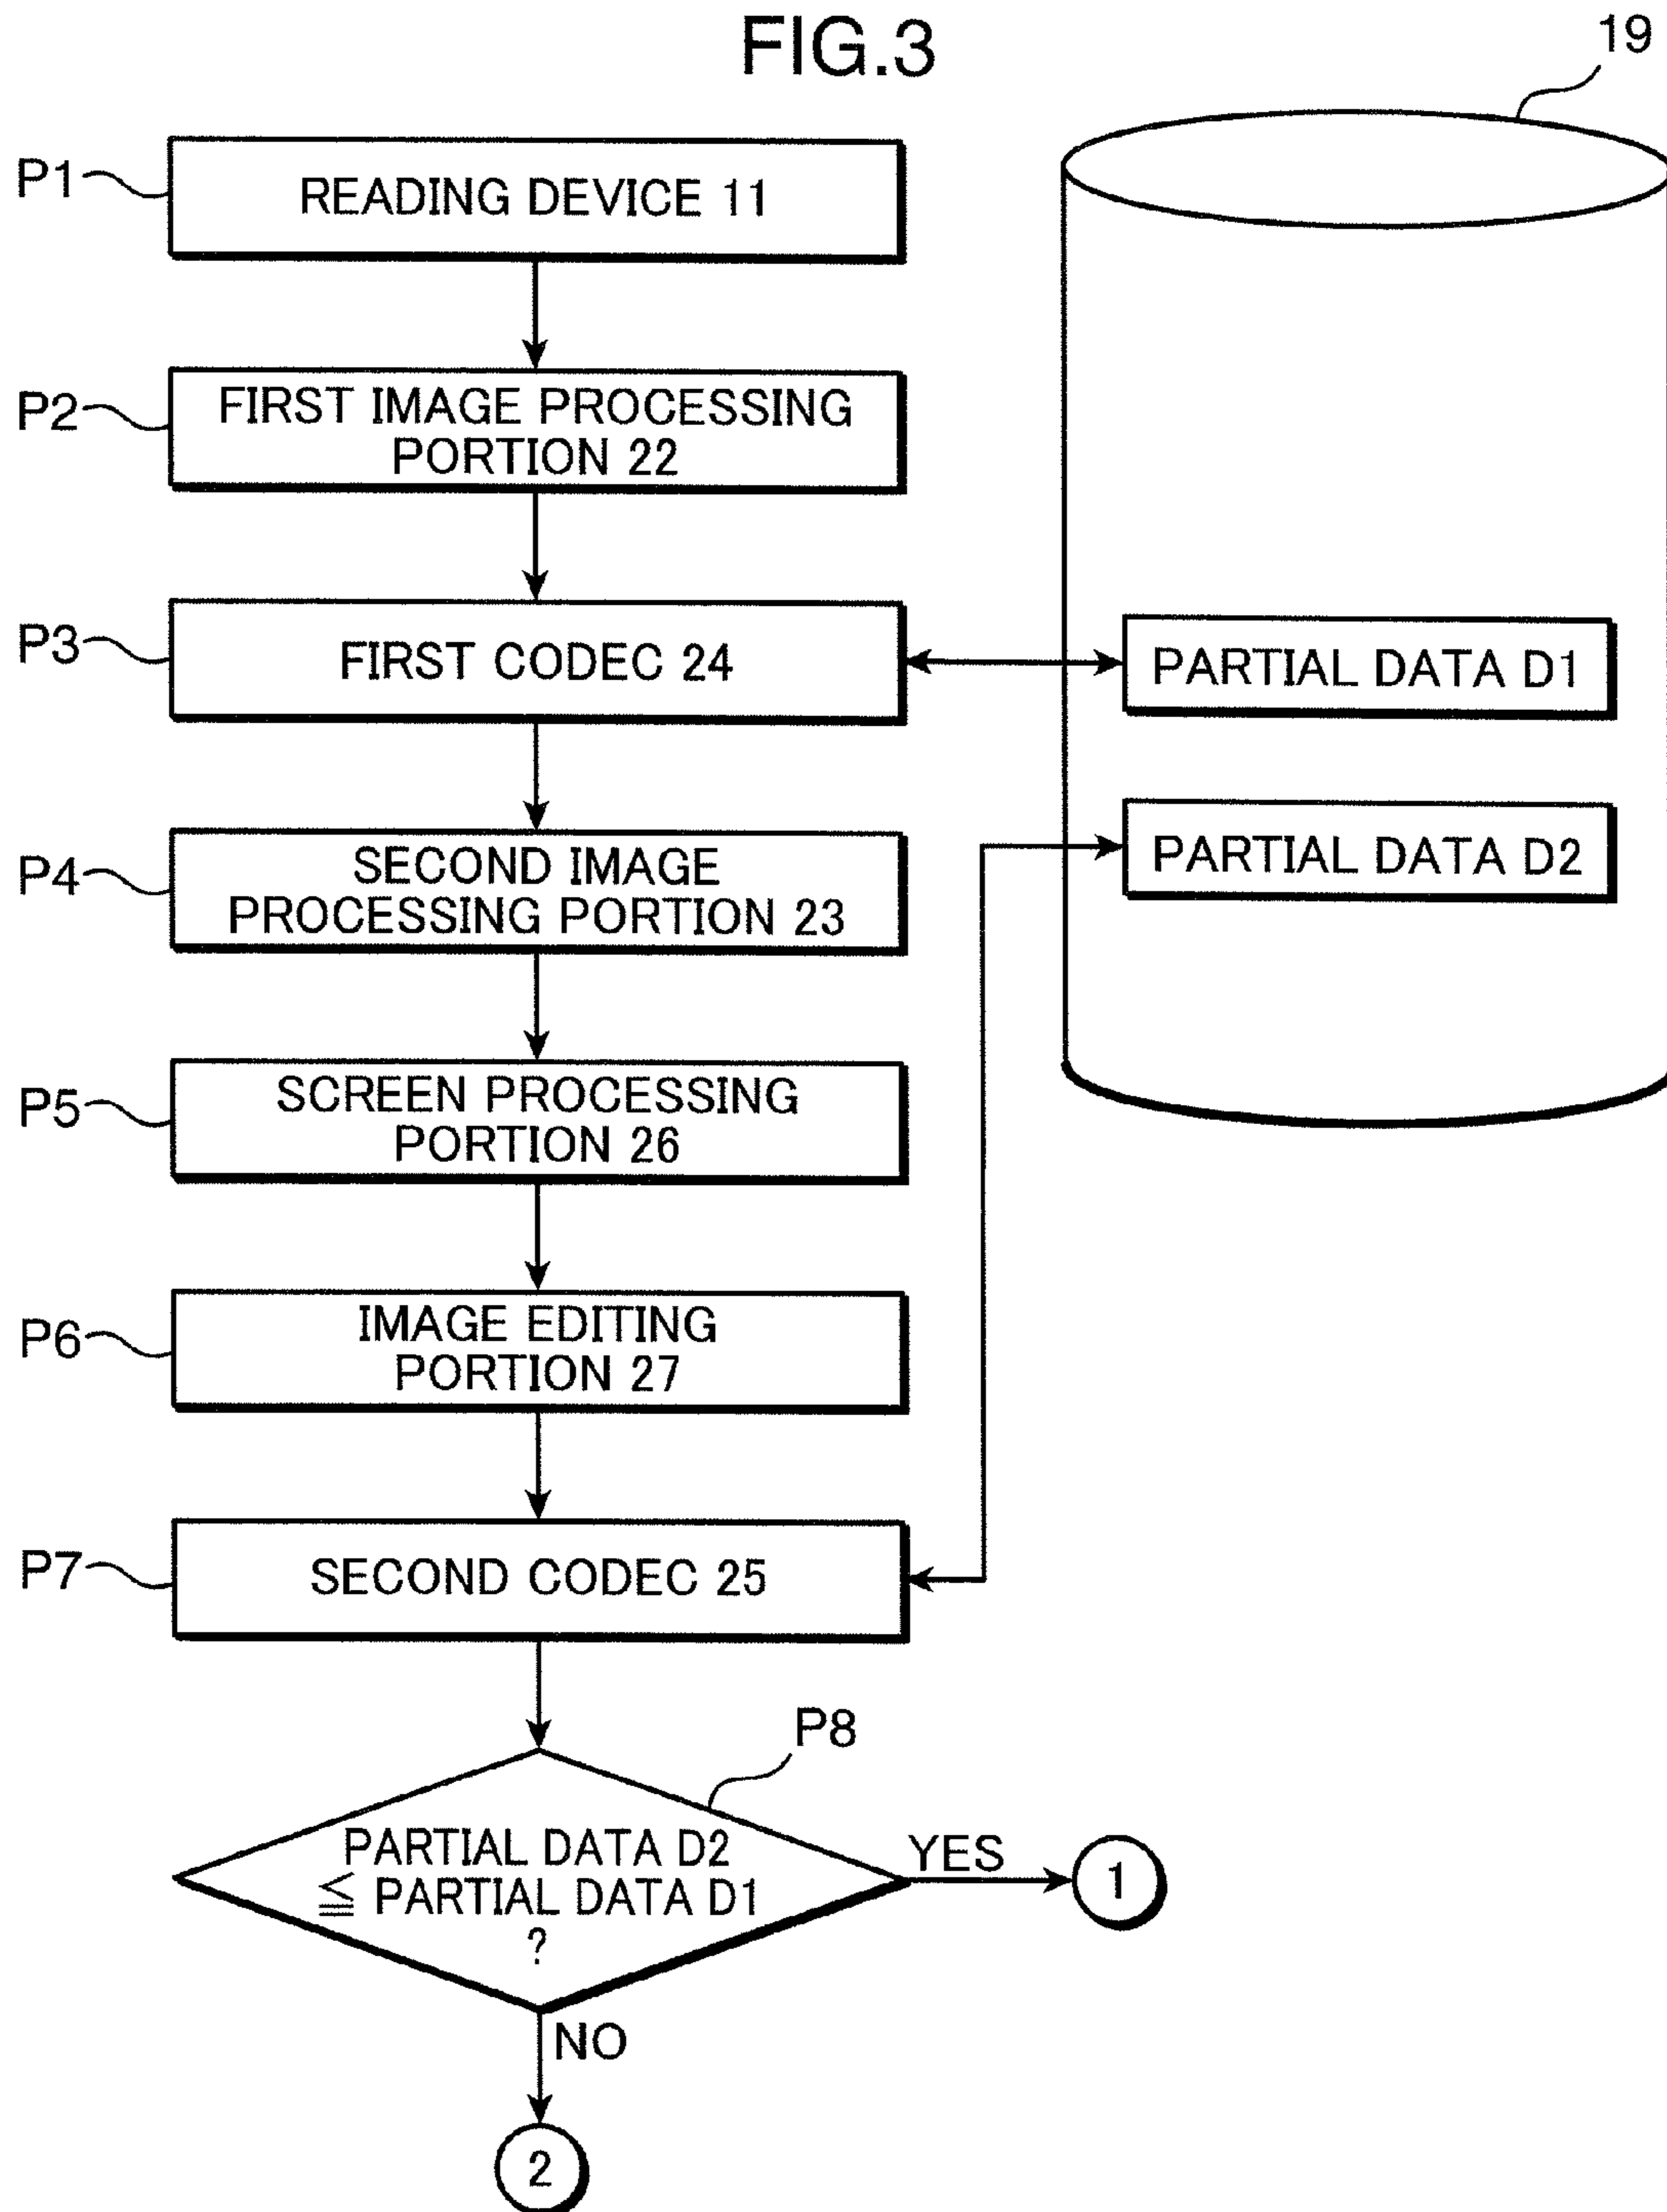 FIG.3
19
P1
READING DEVICE 11
P2
FIRST IMAGE PROCESSING
PORTION 22
P3
FIRST CODEC 24
PARTIAL DATA D1
PARTIAL DATA D2
P4
SECOND IMAGE
PROCESSING PORTION 23
P5
SCREEN PROCESSING
PORTION 26
P6
IMAGE EDITING
PORTION 27
P7
SECOND CODEC 25
P8
PARTIAL DATA D2
≦ PARTIAL DATA D1
?
YES
1
NO
2